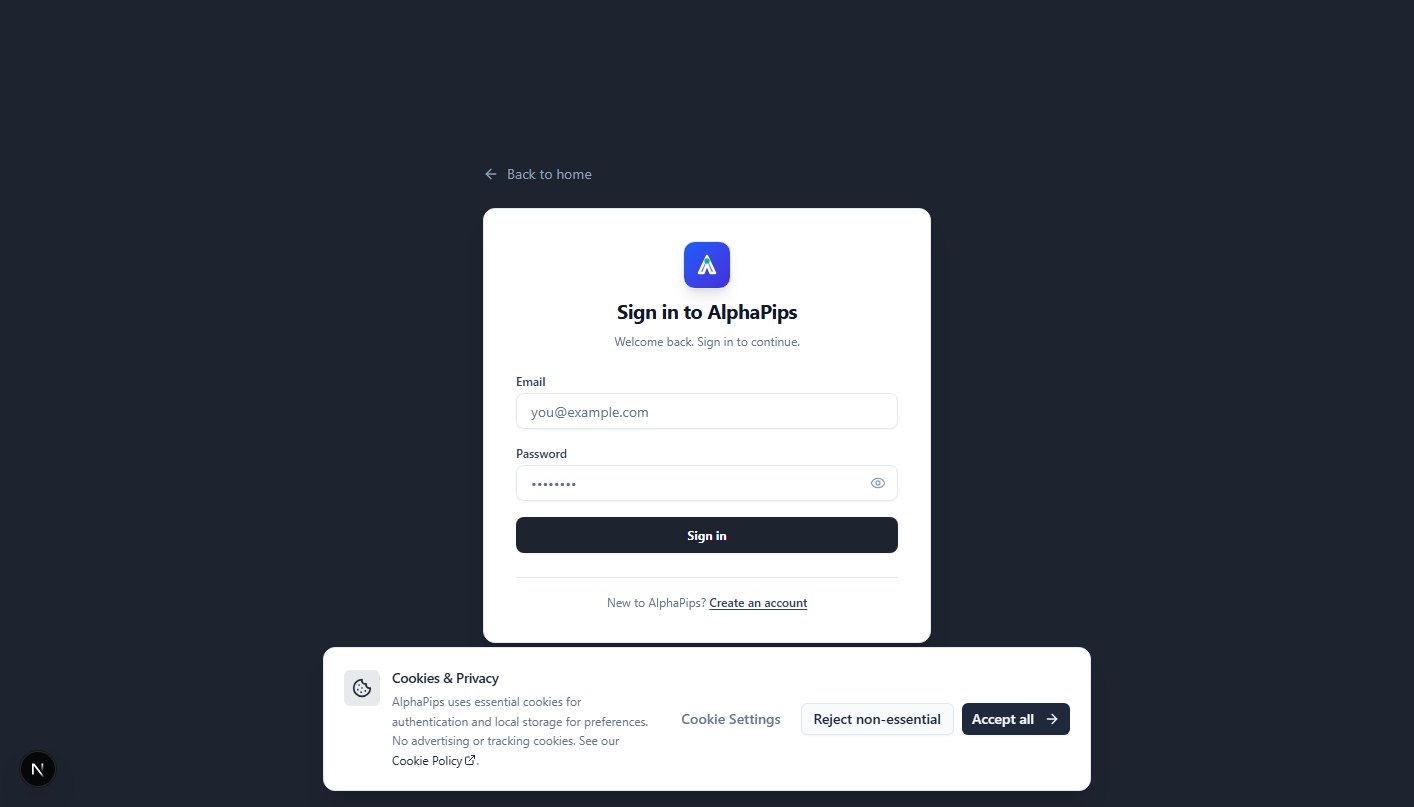 Back to home
Sign in to AlphaPips
Welcome back. Sign in to continue.
Email
you@example.com
Password
••••••••
Sign in
New to AlphaPips? Create an account
Cookies & Privacy
AlphaPips uses essential cookies for
authentication and local storage for preferences.
No advertising or tracking cookies. See our
Cookie Policy.
Cookie Settings
Reject non-essential
Accept all
N